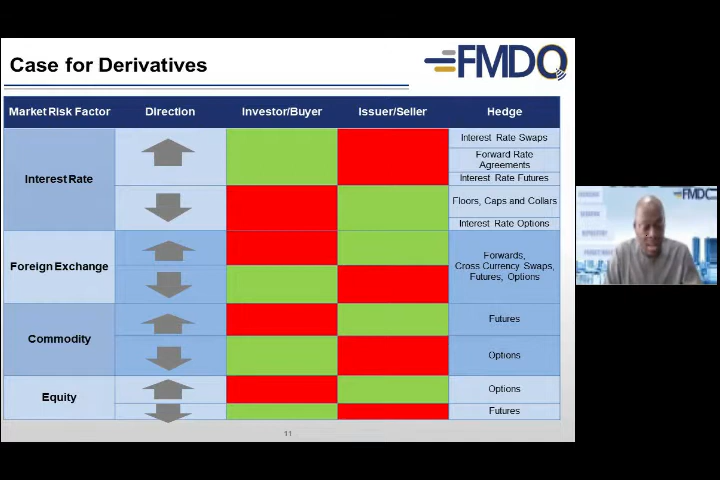 Case for Derivatives
FMDQ
Market Risk Factor Direction Investor/Buyer Issuer/Seller Hedge
Interest Rate
Interest Rate Swaps
Forward Rate
Agreements
Interest Rate Futures
Floors, Caps and Collars
Interest Rate Options
Foreign Exchange
Forwards,
Cross Currency Swaps,
Futures, Options
Commodity
Futures
Options
Equity
Options
Futures
11
FMDQ